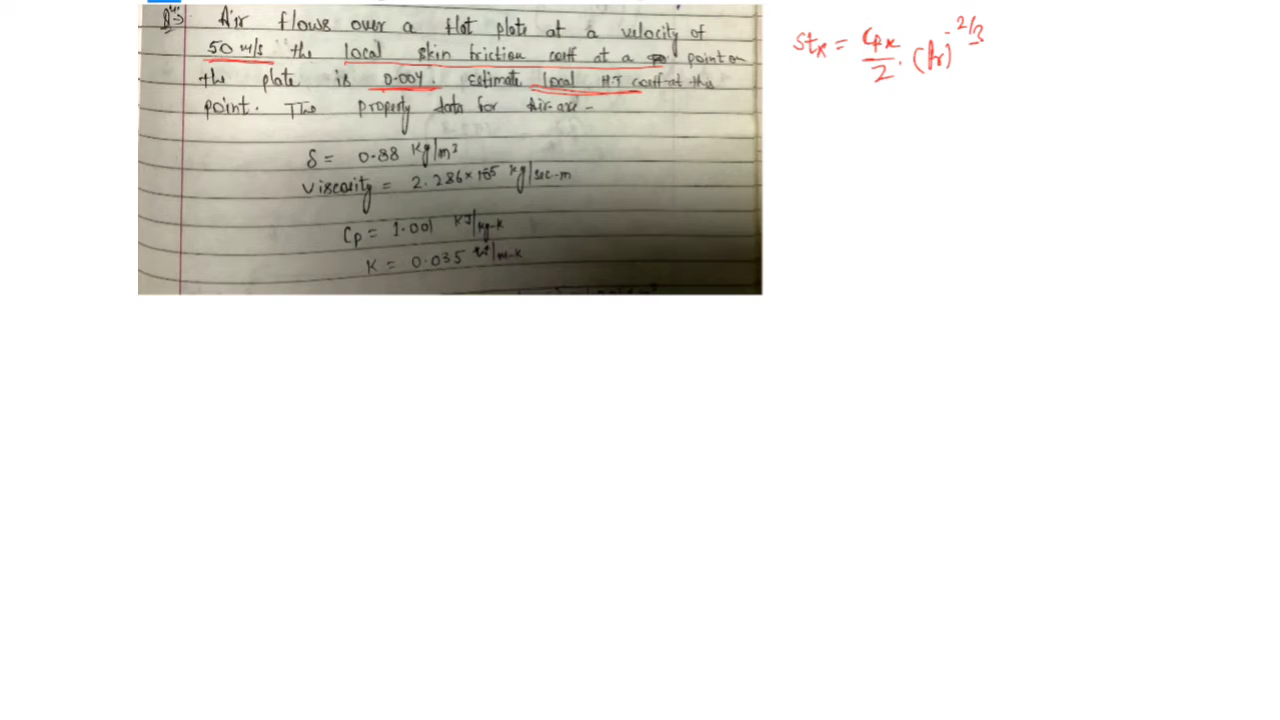 Air flows over a flat plate at a velocity of
50 m/s the local skin friction coeff at a point on
the plate is 0.004. Estimate local H.T coeff at this
point. The property data for Air are -
δ = 0.88 kg/m³
Viscosity = 2.286×10⁻⁵ kg/sec-m
Cp = 1.001 KJ/kg-K
K = 0.035 W/m-K
Stx = Cfx/2 . (Pr)^-2/3